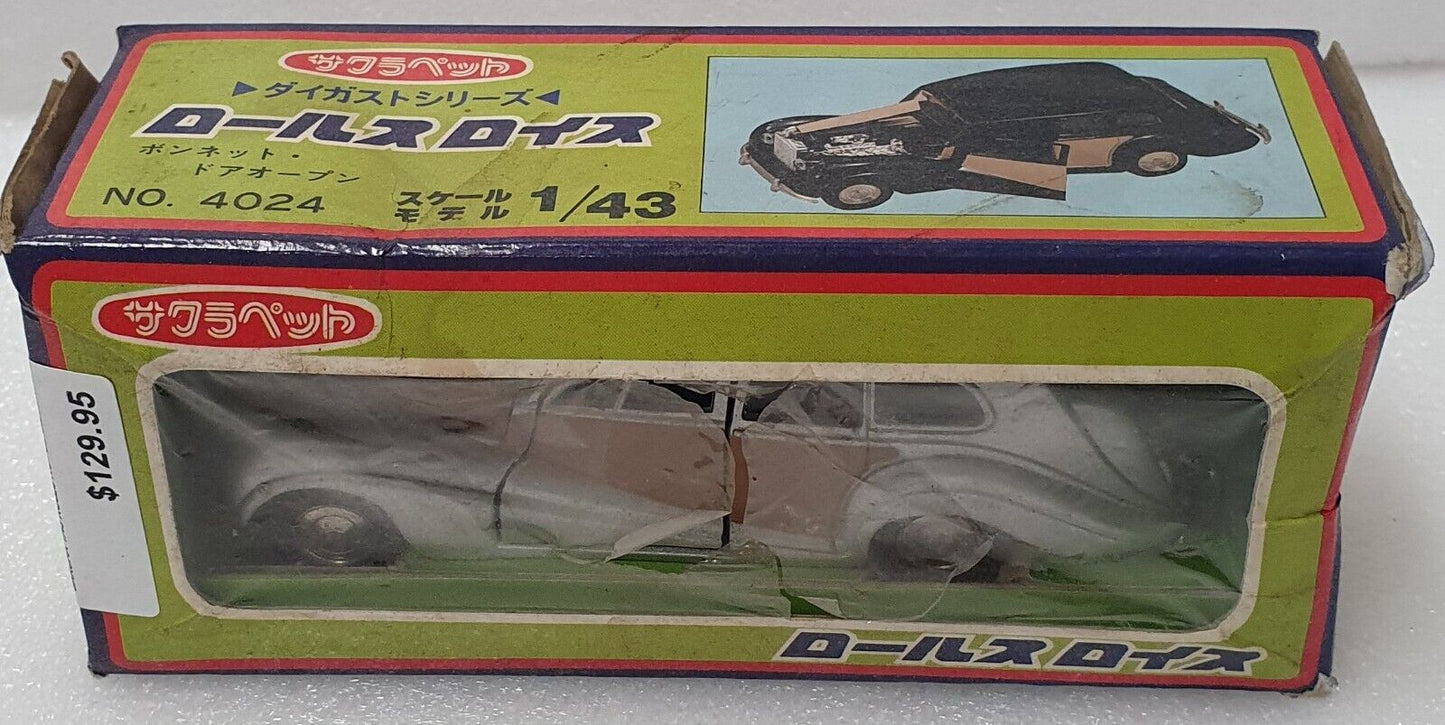 サクラペット
▶ダイガストシリーズ◀
ロールスロイス
ボンネット・
ドアオープン
NO. 4024
スケール
モデル
1/43
サクラペット
$129.95
ロールスロイス